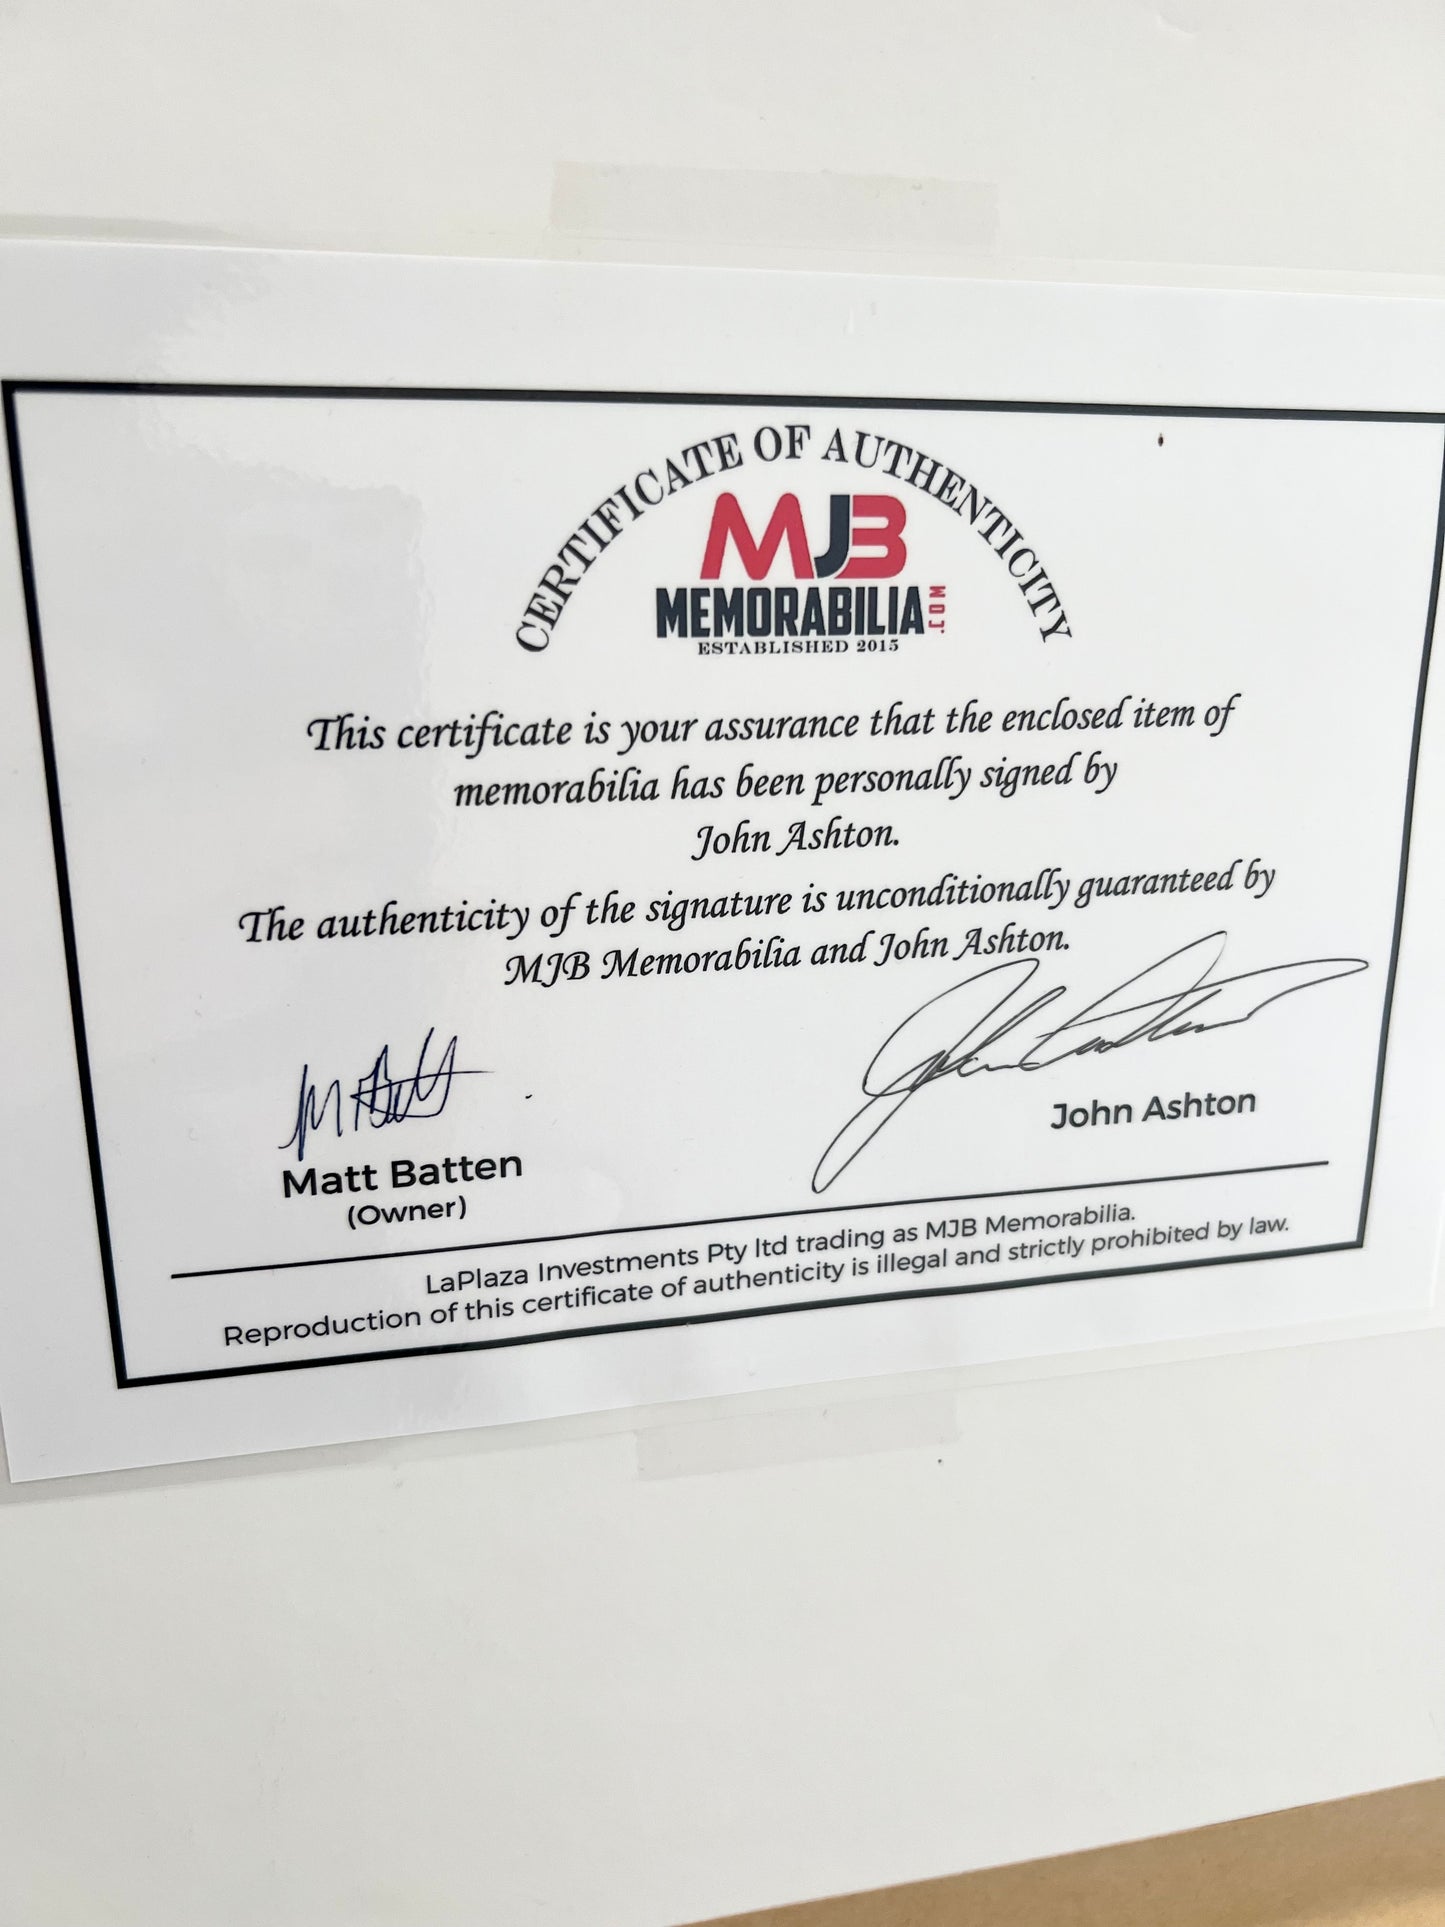 CERTIFICATE OF AUTHENTICITY
MJB
MEMORABILIA.COM
ESTABLISHED 2015
This certificate is your assurance that the enclosed item of
memorabilia has been personally signed by
John Ashton.
The authenticity of the signature is unconditionally guaranteed by
MJB Memorabilia and John Ashton.
M Batt
John Ashton
Matt Batten
(Owner)
John Ashton
LaPlaza Investments Pty ltd trading as MJB Memorabilia.
Reproduction of this certificate of authenticity is illegal and strictly prohibited by law.